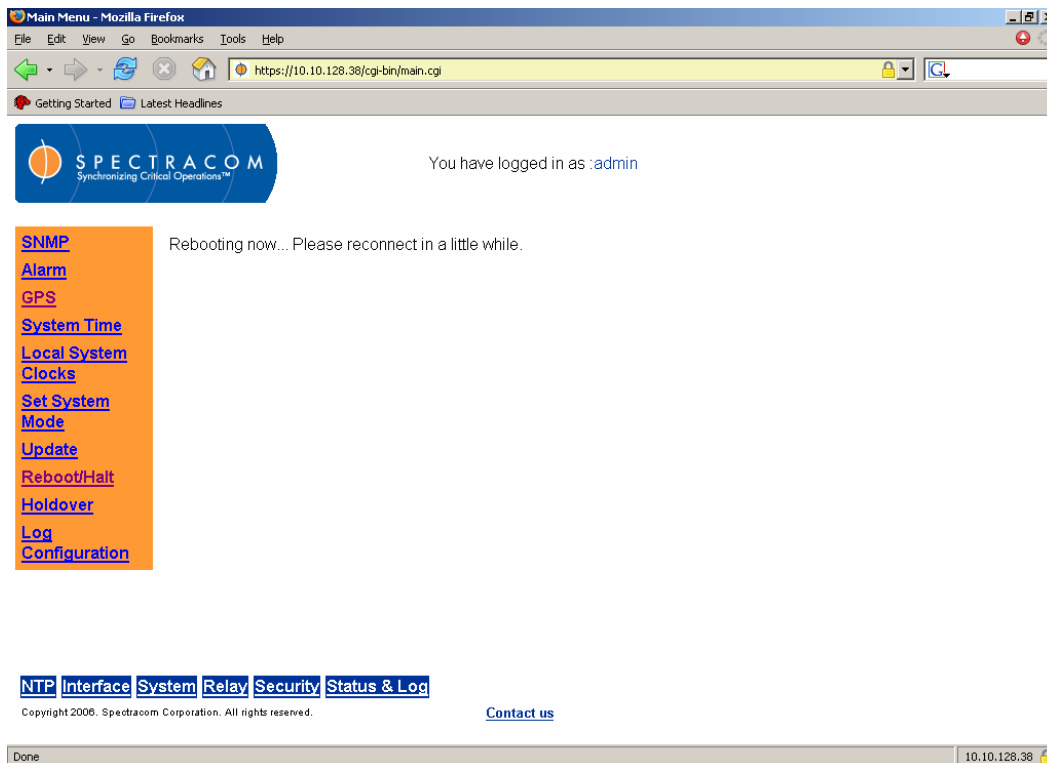 Main Menu - Mozilla Firefox
File Edit View Go Bookmarks Tools Help
https://10.10.128.38/cgi-bin/main.cgi
G
Getting Started Latest Headlines
SPECTRACOM
Synchronizing Critical Operations™
You have logged in as :admin
SNMP
Rebooting now... Please reconnect in a little while.
Alarm
GPS
System Time
Local System
Clocks
Set System
Mode
Update
Reboot/Halt
Holdover
Log
Configuration
NTP Interface System Relay Security Status & Log
Copyright 2006. Spectracom Corporation. All rights reserved.
Contact us
Done
10.10.128.38